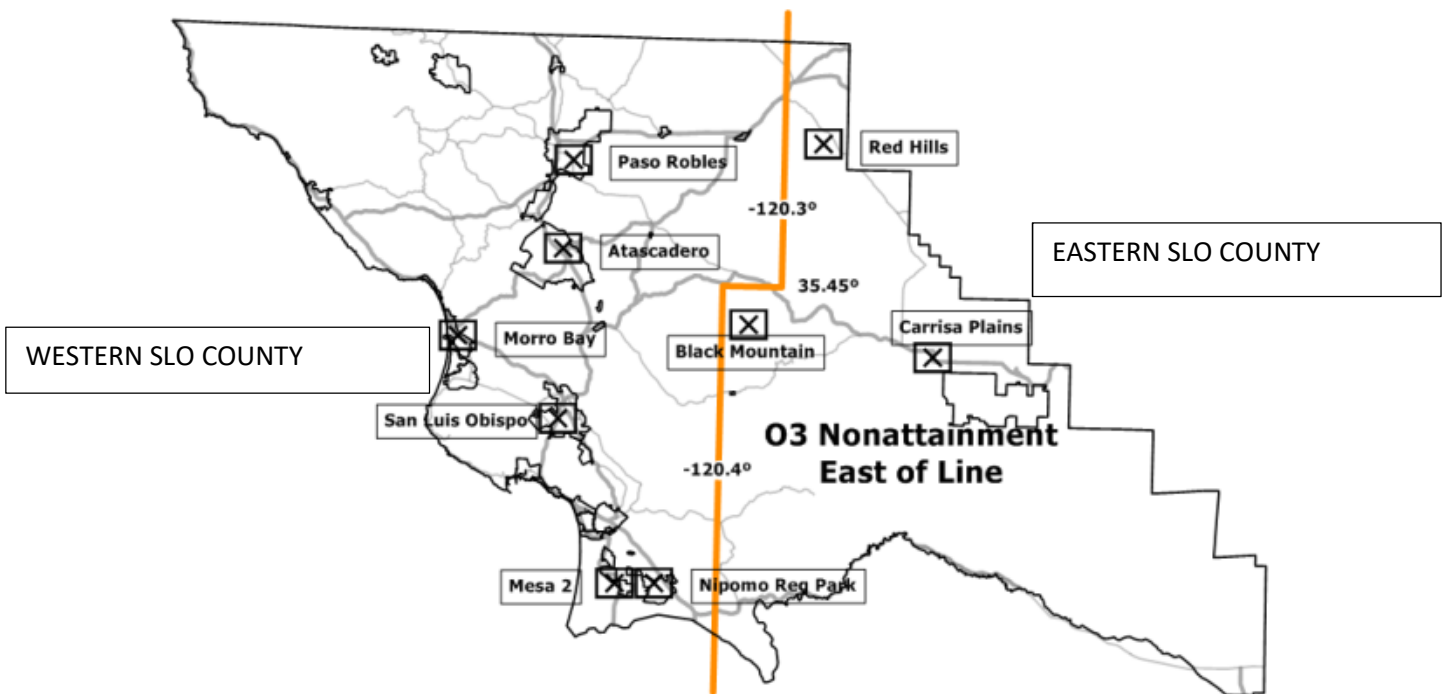 Paso Robles
Red Hills
-120.3º
Atascadero
EASTERN SLO COUNTY
35.45º
Carrisa Plains
Morro Bay
Black Mountain
WESTERN SLO COUNTY
San Luis Obispo
O3 Nonattainment
East of Line
-120.4º
Mesa 2
Nipomo Reg Park